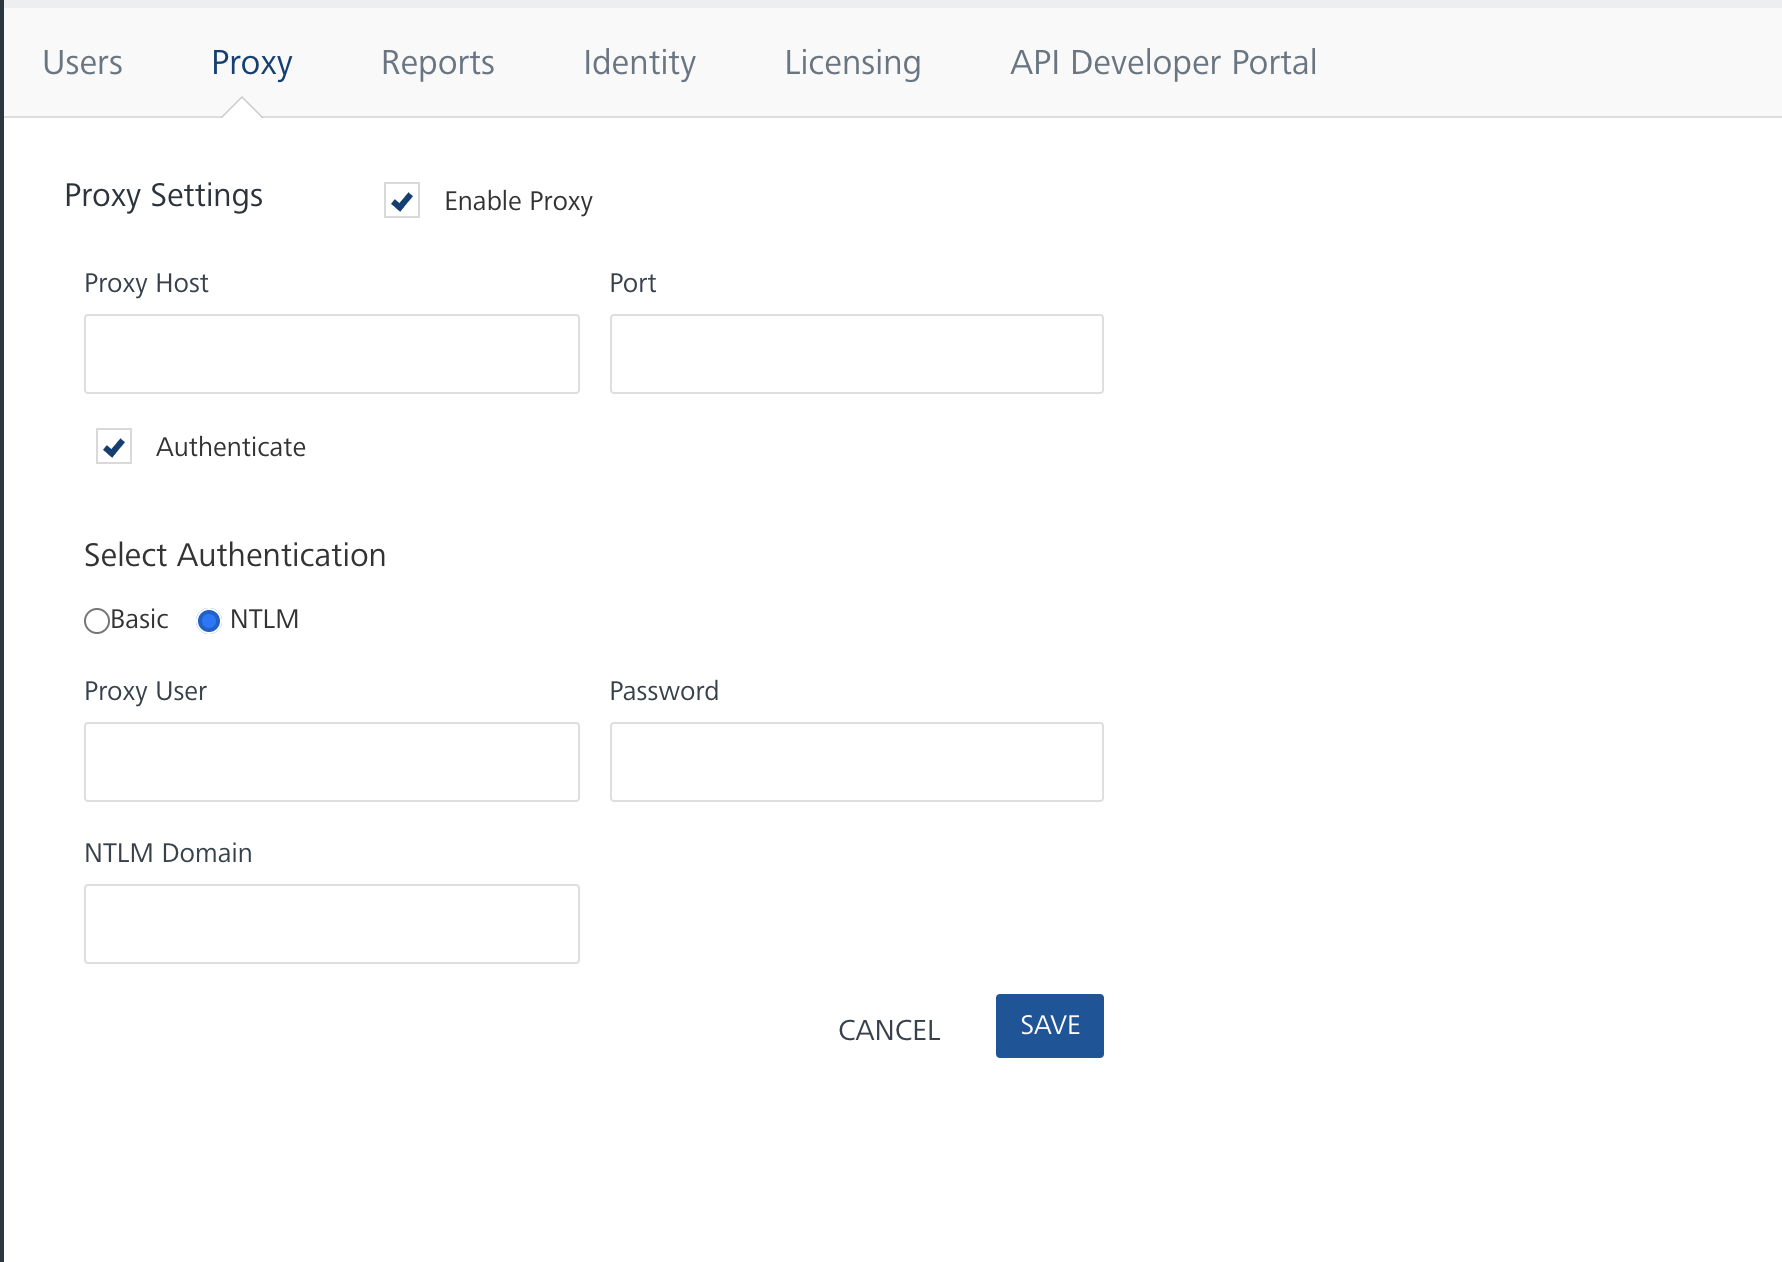 Users Proxy Reports Identity Licensing API Developer Portal
Proxy Settings Enable Proxy
Proxy Host Port
Authenticate
Select Authentication
Basic NTLM
Proxy User Password
NTLM Domain
CANCEL SAVE